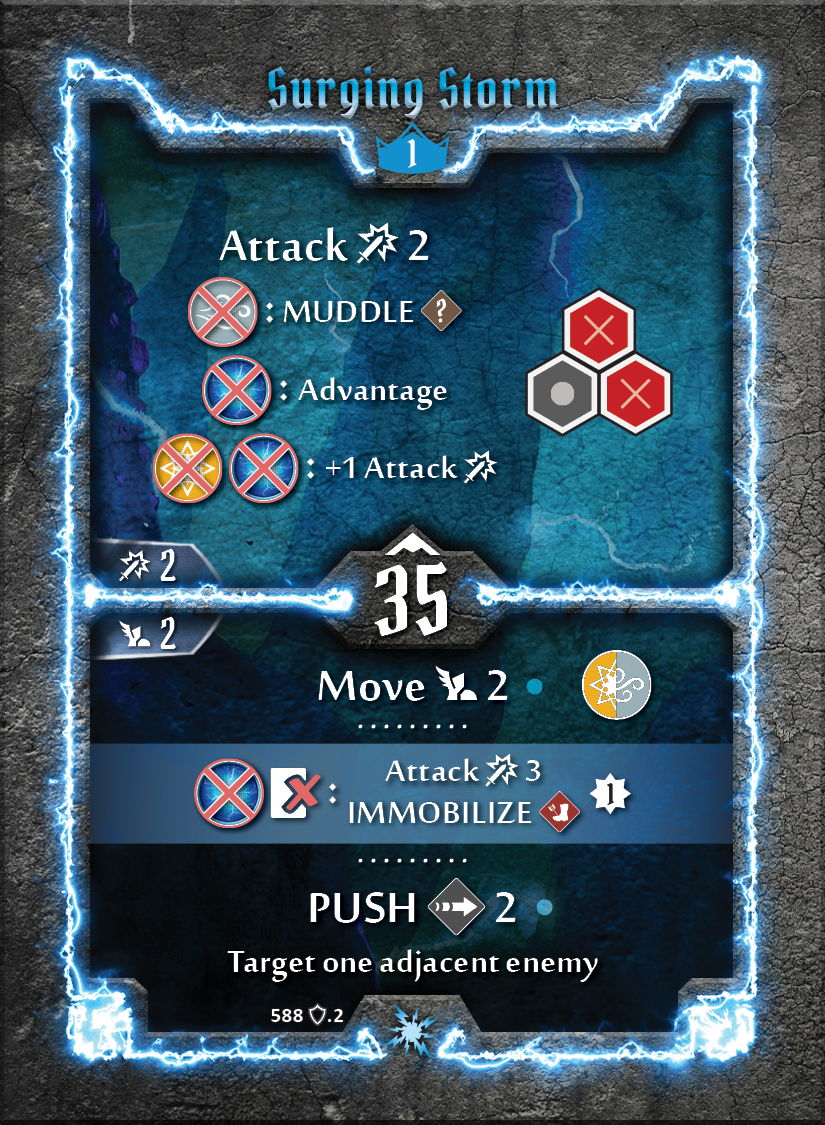 Surging Storm
1
Attack 2
: MUDDLE ?
: Advantage
: +1 Attack
2
35
2
Move 2
: Attack 3
IMMOBILIZE 1
PUSH 2
Target one adjacent enemy
588 .2